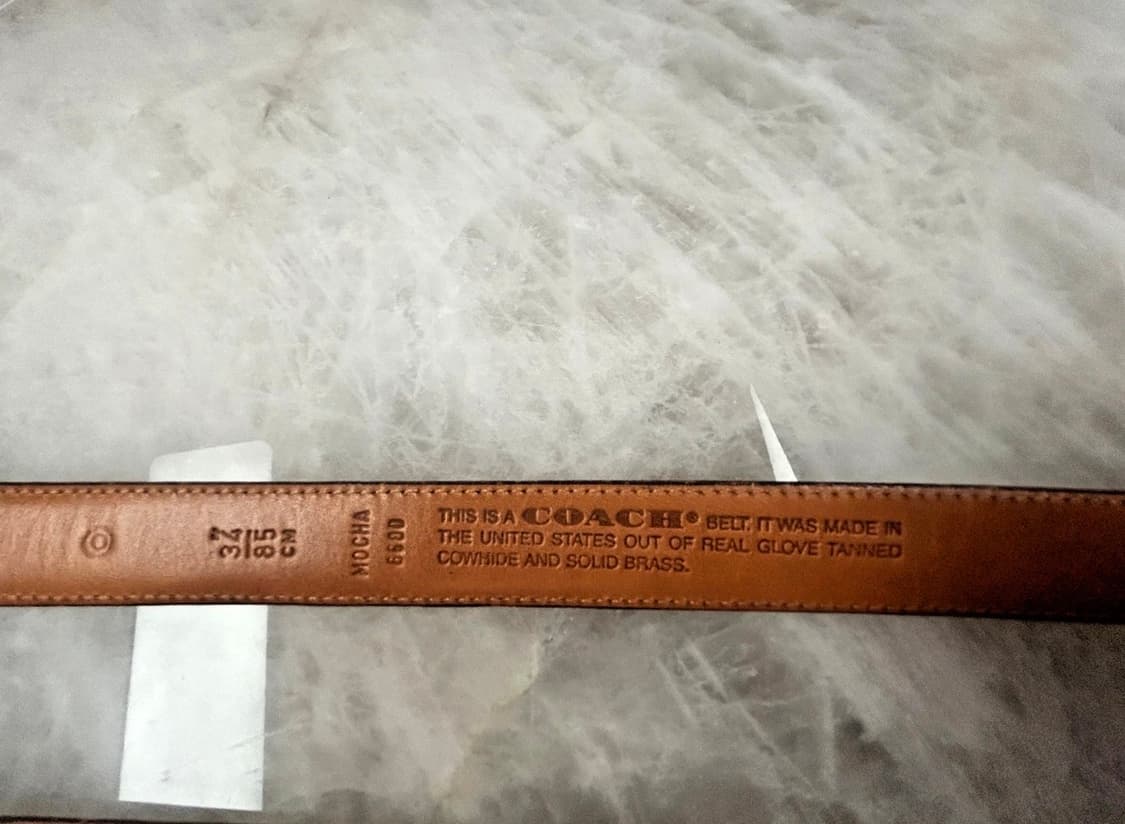 34
85
CM
MOCHA
6600
THIS IS A COACH® BELT. IT WAS MADE IN
THE UNITED STATES OUT OF REAL GLOVE TANNED
COWHIDE AND SOLID BRASS.